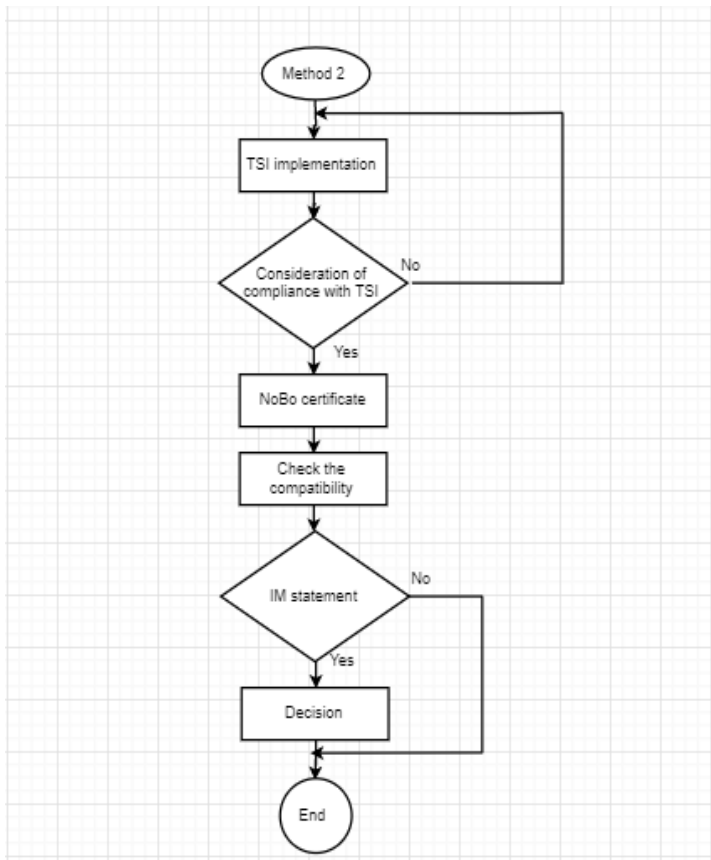 Method 2
TSI implementation
Consideration of
compliance with TSI
No
Yes
NoBo certificate
Check the
compatibility
No
IM statement
Yes
Decision
End